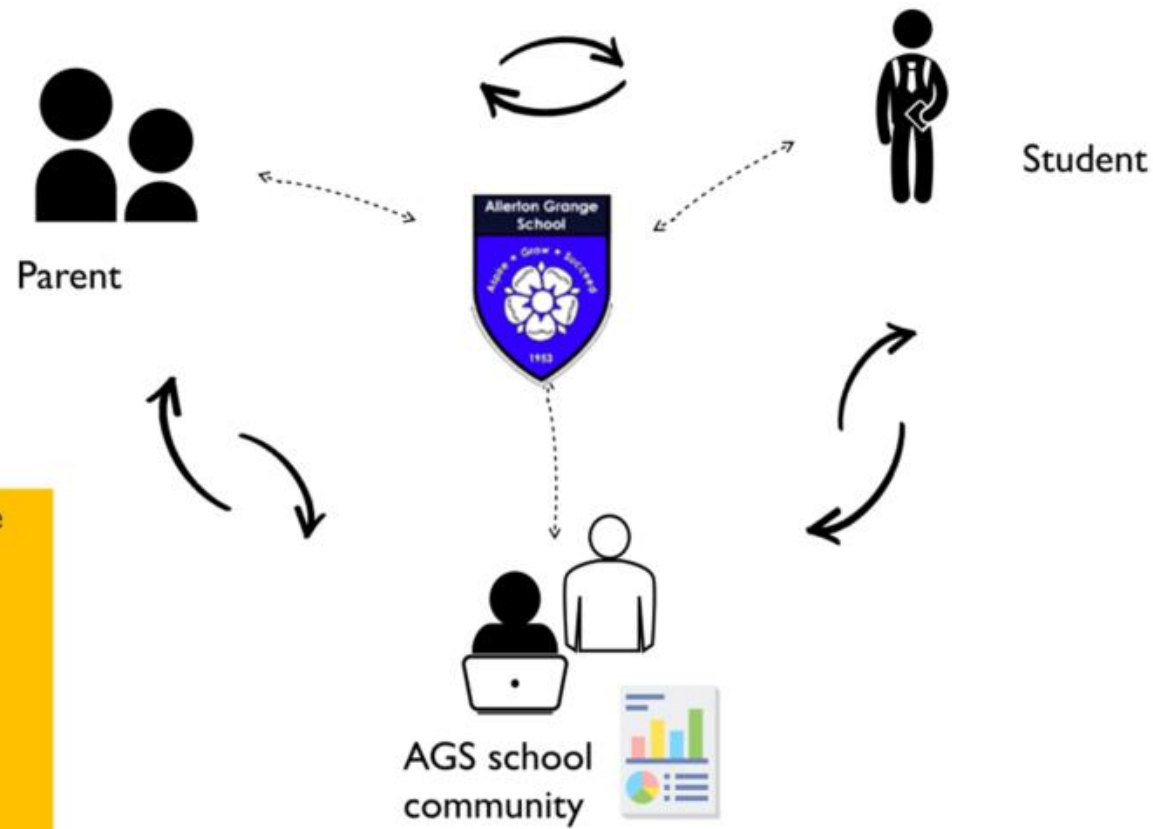 Allerton Grange
School
Aspire • Grow • Succeed
1953
Student
Parent
AGS school
community